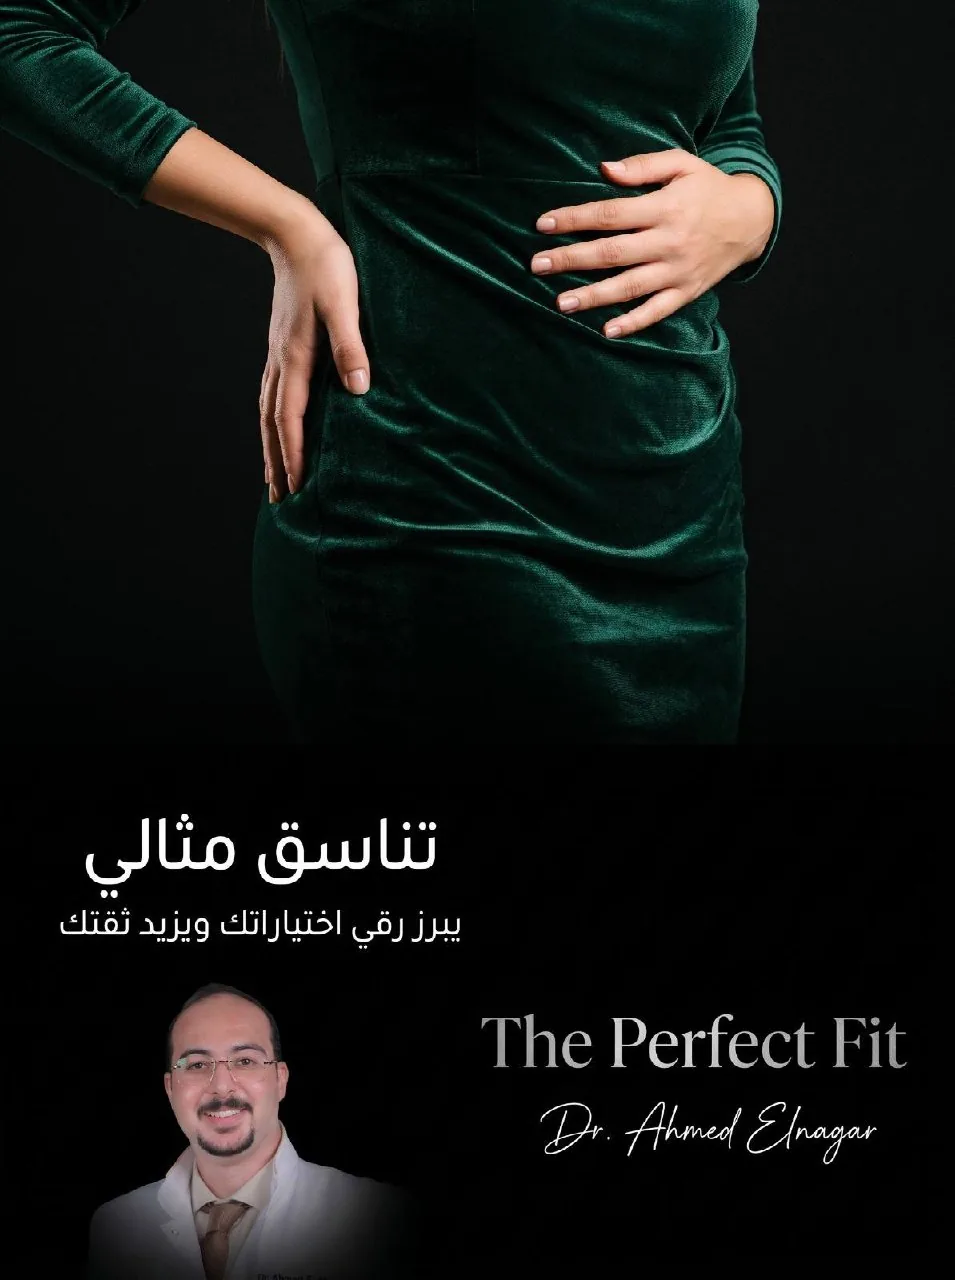 تناسق مثالي
يبرز رقي اختياراتك ويزيد ثقتك
The Perfect Fit
Dr. Ahmed Elnagar